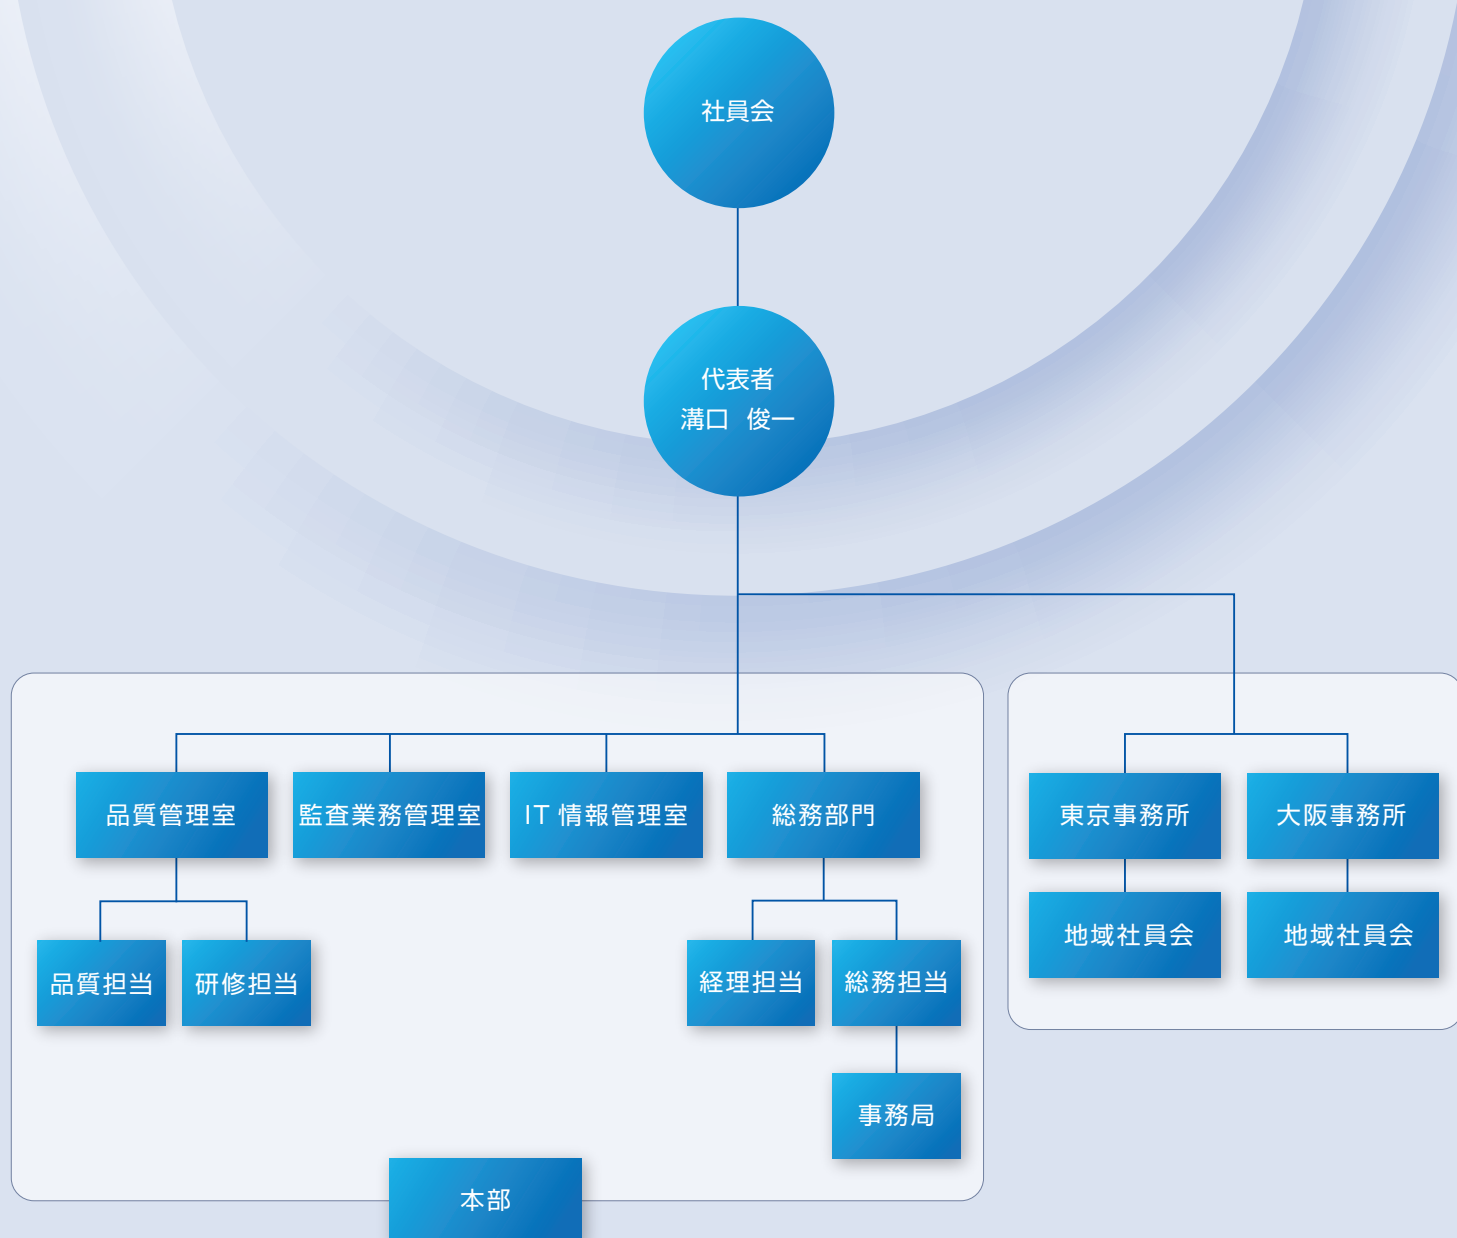 社員会
代表者
溝口 俊一
品質管理室
監査業務管理室
IT 情報管理室
総務部門
東京事務所
大阪事務所
地域社員会
地域社員会
品質担当
研修担当
経理担当
総務担当
事務局
本部